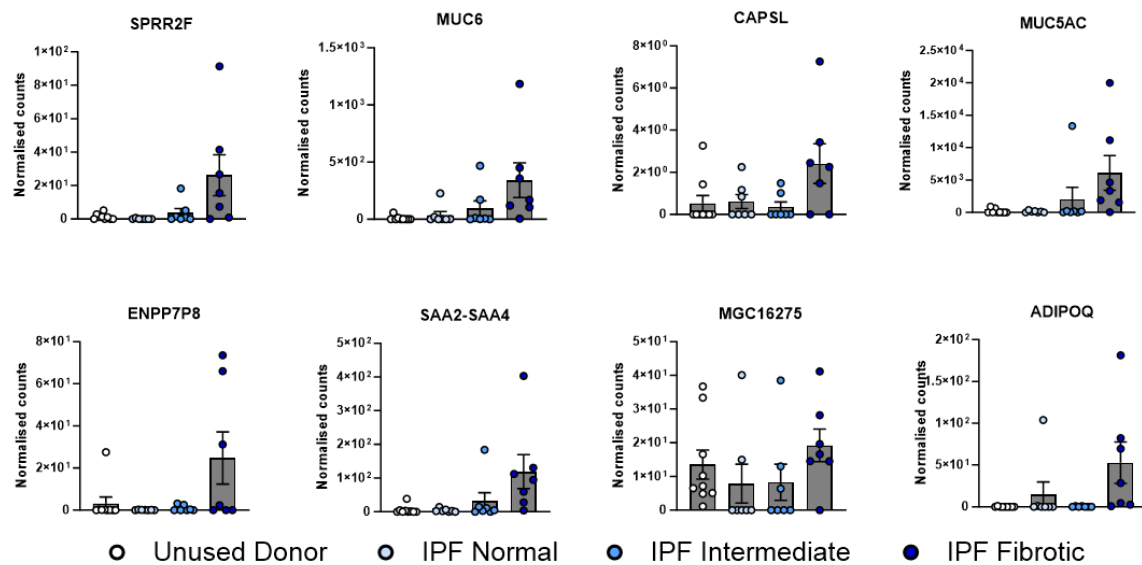 SPRR2F
MUC6
CAPSL
MUC5AC
Normalised counts
1×10²
8×10¹
6×10¹
4×10¹
2×10¹
0
Normalised counts
1×10³
1×10³
5×10²
0
Normalised counts
8×10⁰
6×10⁰
4×10⁰
2×10⁰
0
Normalised counts
2.5×10⁴
2×10⁴
1×10⁴
1×10⁴
5×10³
0
ENPP7P8
SAA2-SAA4
MGC16275
ADIPOQ
Normalised counts
8×10¹
6×10¹
4×10¹
2×10¹
0
Normalised counts
5×10²
4×10²
3×10²
2×10²
1×10²
0
Normalised counts
5×10¹
4×10¹
3×10¹
2×10¹
1×10¹
0
Normalised counts
2×10²
1×10²
1×10²
5×10¹
0
Unused Donor
IPF Normal
IPF Intermediate
IPF Fibrotic